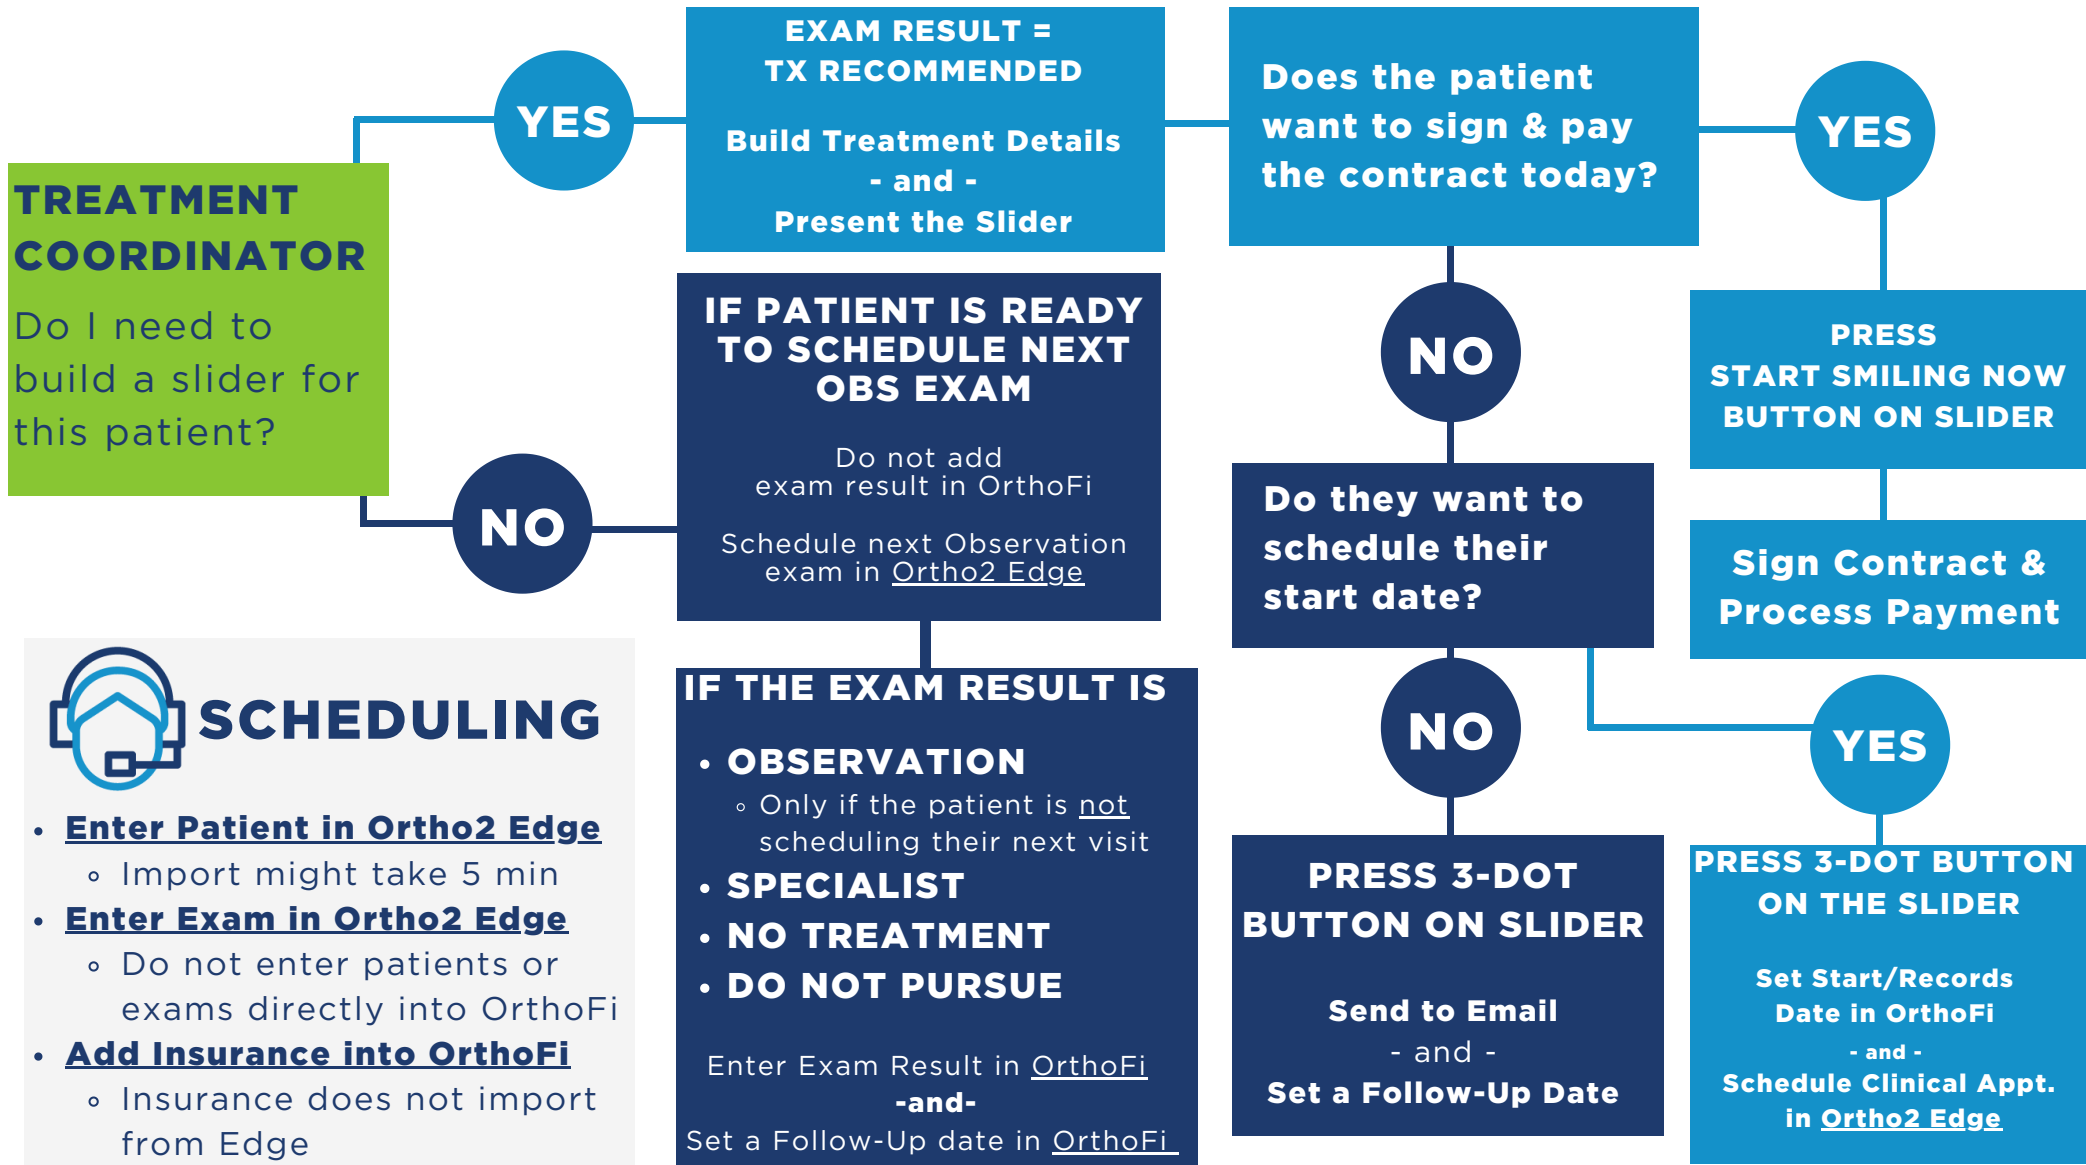 TREATMENT
COORDINATOR
Do I need to
build a slider for
this patient?
YES
EXAM RESULT =
TX RECOMMENDED
Build Treatment Details
- and -
Present the Slider
Does the patient
want to sign & pay
the contract today?
YES
PRESS
START SMILING NOW
BUTTON ON SLIDER
Sign Contract &
Process Payment
NO
Do they want to
schedule their
start date?
YES
PRESS 3-DOT BUTTON
ON THE SLIDER
Set Start/Records
Date in OrthoFi
- and -
Schedule Clinical Appt.
in Ortho2 Edge
NO
PRESS 3-DOT
BUTTON ON SLIDER
Send to Email
- and -
Set a Follow-Up Date
NO
IF PATIENT IS READY
TO SCHEDULE NEXT
OBS EXAM
Do not add
exam result in OrthoFi
Schedule next Observation
exam in Ortho2 Edge
IF THE EXAM RESULT IS
• OBSERVATION
◦ Only if the patient is not
scheduling their next visit
• SPECIALIST
• NO TREATMENT
• DO NOT PURSUE
Enter Exam Result in OrthoFi
-and-
Set a Follow-Up date in OrthoFi
SCHEDULING
• Enter Patient in Ortho2 Edge
◦ Import might take 5 min
• Enter Exam in Ortho2 Edge
◦ Do not enter patients or
exams directly into OrthoFi
• Add Insurance into OrthoFi
◦ Insurance does not import
from Edge